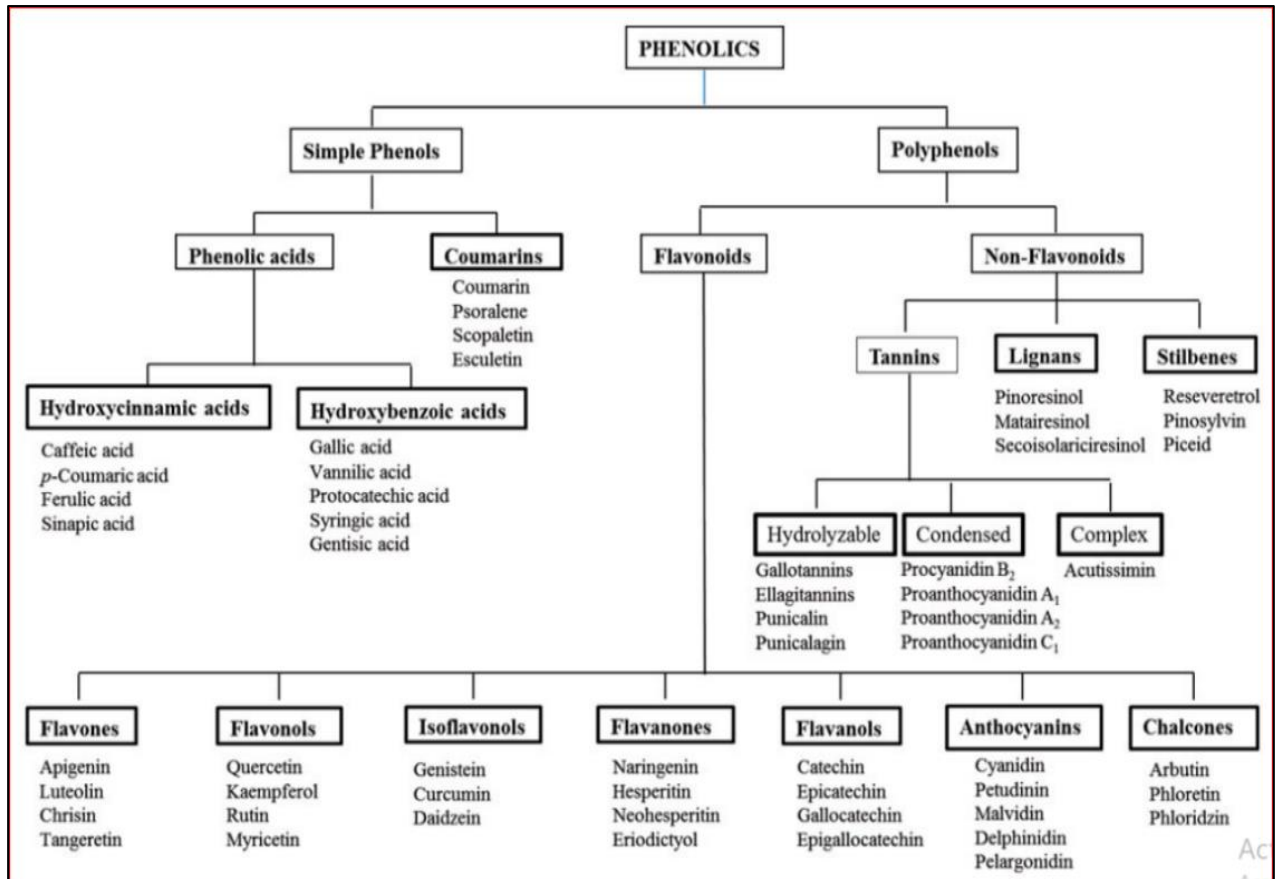 PHENOLICS
Simple Phenols
Polyphenols
Phenolic acids
Coumarins
Coumarin
Psoralene
Scopaletin
Esculetin
Flavonoids
Non-Flavonoids
Hydroxycinnamic acids
Caffeic acid
p-Coumaric acid
Ferulic acid
Sinapic acid
Hydroxybenzoic acids
Gallic acid
Vannilic acid
Protocatechic acid
Syringic acid
Gentisic acid
Tannins
Lignans
Pinoresinol
Matairesinol
Secoisolariciresinol
Stilbenes
Reseveretrol
Pinosylvin
Piceid
Hydrolyzable
Gallotannins
Ellagitannins
Punicalin
Punicalagin
Condensed
Procyanidin B₂
Proanthocyanidin A₁
Proanthocyanidin A₂
Proanthocyanidin C₁
Complex
Acutissimin
Flavones
Apigenin
Luteolin
Chrisin
Tangeretin
Flavonols
Quercetin
Kaempferol
Rutin
Myricetin
Isoflavonols
Genistein
Curcumin
Daidzein
Flavanones
Naringenin
Hesperitin
Neohesperitin
Eriodictyol
Flavanols
Catechin
Epicatechin
Gallocatechin
Epigallocatechin
Anthocyanins
Cyanidin
Petudinin
Malvidin
Delphinidin
Pelargonidin
Chalcones
Arbutin
Phloretin
Phloridzin